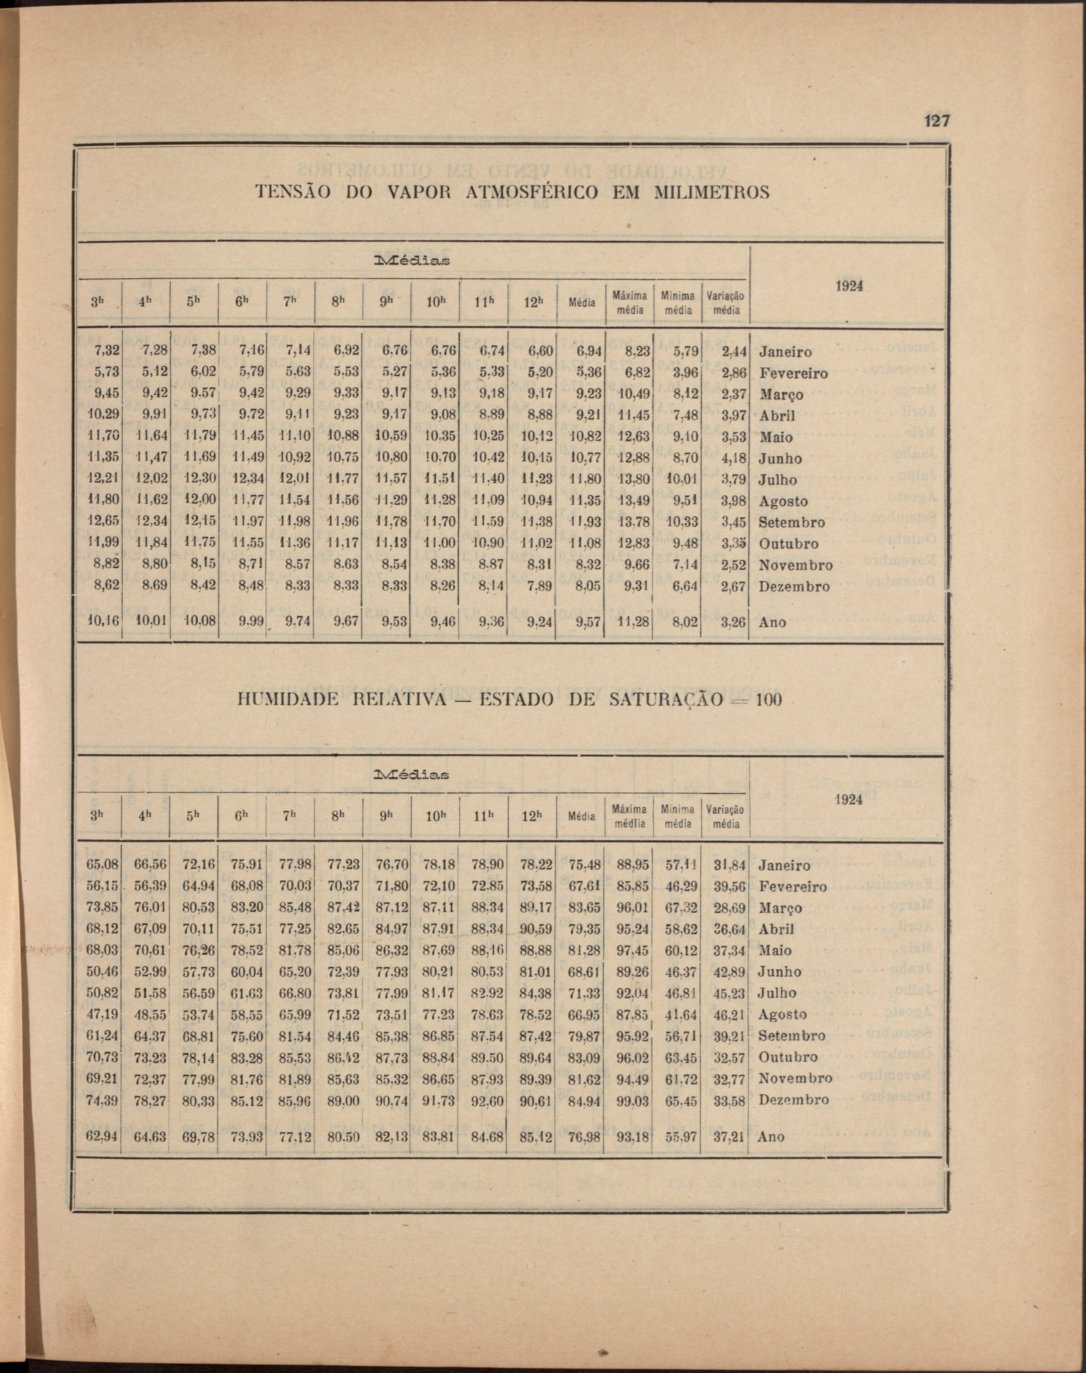 127
TENSÃO DO VAPOR ATMOSFÉRICO EM MILIMETROS
Médias
1924
3h 4h 5h 6h 7h 8h 9h 10h 11h 12h Média Máxima média Minima média Variação média
7,32 7,28 7,38 7,16 7,14 6,92 6,76 6,76 6,74 6,60 6,94 8,23 5,79 2,44 Janeiro
5,73 5,12 6,02 5,79 5,63 5,53 5,27 5,36 5,33 5,20 5,36 6,82 3,96 2,86 Fevereiro
9,45 9,42 9,57 9,42 9,29 9,33 9,17 9,13 9,18 9,17 9,23 10,49 8,12 2,37 Março
10,29 9,91 9,73 9,72 9,11 9,23 9,17 9,08 8,89 8,88 9,21 11,45 7,48 3,97 Abril
11,70 11,64 11,79 11,45 11,10 10,88 10,59 10,35 10,25 10,12 10,82 12,63 9,10 3,53 Maio
11,35 11,47 11,69 11,49 10,92 10,75 10,80 10,70 10,42 10,15 10,77 12,88 8,70 4,18 Junho
12,21 12,02 12,30 12,34 12,01 11,77 11,57 11,51 11,40 11,23 11,80 13,80 10,01 3,79 Julho
11,80 11,62 12,00 11,77 11,54 11,56 11,29 11,28 11,09 10,94 11,35 13,49 9,51 3,98 Agosto
12,65 12,34 12,15 11,97 11,98 11,96 11,78 11,70 11,59 11,38 11,93 13,78 10,33 3,45 Setembro
11,99 11,84 11,75 11,55 11,36 11,17 11,13 11,00 10,90 11,02 11,08 12,83 9,48 3,35 Outubro
8,82 8,80 8,15 8,71 8,57 8,63 8,54 8,38 8,87 8,31 8,32 9,66 7,14 2,52 Novembro
8,62 8,69 8,42 8,48 8,33 8,33 8,33 8,26 8,14 7,89 8,05 9,31 6,64 2,67 Dezembro
10,16 10,01 10,08 9,99 9,74 9,67 9,53 9,46 9,36 9,24 9,57 11,28 8,02 3,26 Ano
HUMIDADE RELATIVA — ESTADO DE SATURAÇÃO = 100
Médias
1924
3h 4h 5h 6h 7h 8h 9h 10h 11h 12h Média Máxima médlia Minima média Variação média
65,08 66,56 72,16 75,91 77,98 77,23 76,70 78,18 78,90 78,22 75,48 88,95 57,11 31,84 Janeiro
56,15 56,39 64,94 68,08 70,03 70,37 71,80 72,10 72,85 73,58 67,61 85,85 46,29 39,56 Fevereiro
73,85 76,01 80,53 83,20 85,48 87,42 87,12 87,11 88,34 89,17 83,65 96,01 67,32 28,69 Março
68,12 67,09 70,11 75,51 77,25 82,65 84,97 87,91 88,34 90,59 79,35 95,24 58,62 36,64 Abril
68,03 70,61 76,26 78,52 81,78 85,06 86,32 87,69 88,16 88,88 81,28 97,45 60,12 37,34 Maio
50,46 52,99 57,73 60,04 65,20 72,39 77,93 80,21 80,53 81,01 68,61 89,26 46,37 42,89 Junho
50,82 51,58 56,59 61,63 66,80 73,81 77,99 81,17 82,92 84,38 71,33 92,04 46,81 45,23 Julho
47,19 48,55 53,74 58,55 65,99 71,52 73,51 77,23 78,63 78,52 66,95 87,85 41,64 46,21 Agosto
61,24 64,37 68,81 75,60 81,54 84,46 85,38 86,85 87,54 87,42 79,87 95,92 56,71 39,21 Setembro
70,73 73,23 78,14 83,28 85,53 86,42 87,73 88,84 89,50 89,64 83,09 96,02 63,45 32,57 Outubro
69,21 72,37 77,99 81,76 81,89 85,63 85,32 86,65 87,93 89,39 81,62 94,49 61,72 32,77 Novembro
74,39 78,27 80,33 85,12 85,96 89,00 90,74 91,73 92,60 90,61 84,94 99,03 65,45 33,58 Dezembro
62,94 64,63 69,78 73,93 77,12 80,50 82,13 83,81 84,68 85,12 76,98 93,18 55,97 37,21 Ano